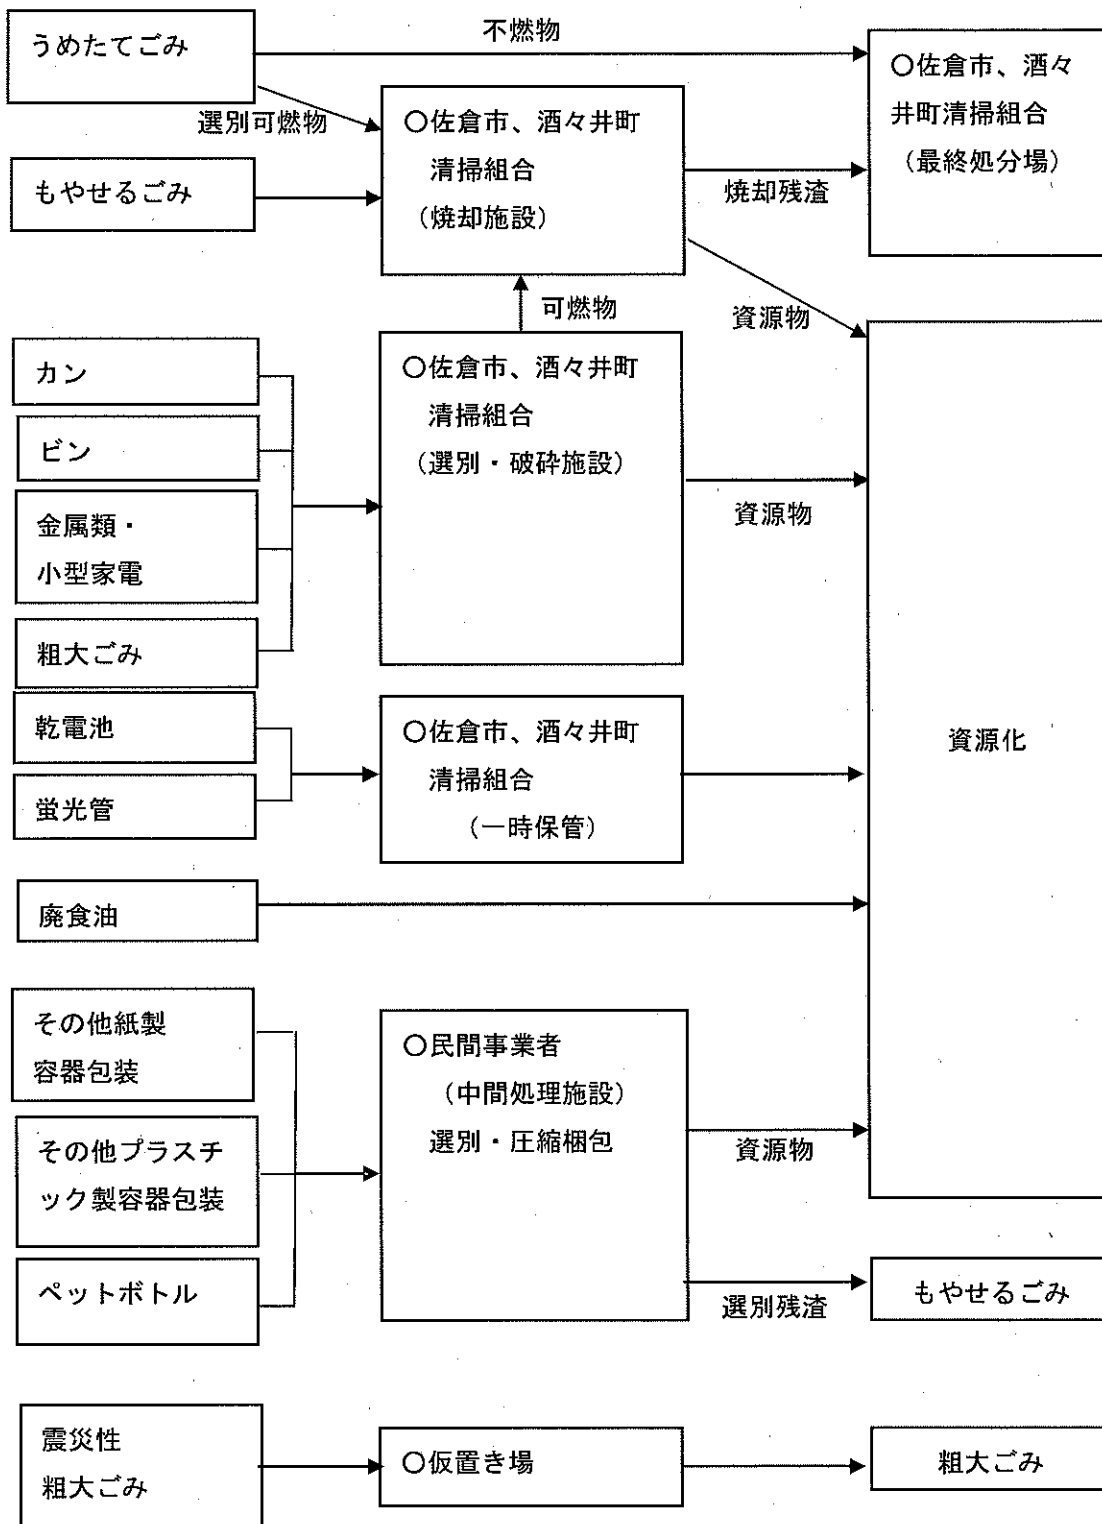 うめたてごみ
不燃物
○佐倉市、酒々
井町清掃組合
（最終処分場）
選別可燃物
○佐倉市、酒々井町
清掃組合
（焼却施設）
もやせるごみ
焼却残渣
可燃物
資源物
カン
ビン
金属類・
小型家電
粗大ごみ
○佐倉市、酒々井町
清掃組合
（選別・破砕施設）
資源物
資源化
乾電池
蛍光管
○佐倉市、酒々井町
清掃組合
（一時保管）
廃食油
その他紙製
容器包装
その他プラスチ
ック製容器包装
ペットボトル
○民間事業者
（中間処理施設）
選別・圧縮梱包
資源物
選別残渣
もやせるごみ
震災性
粗大ごみ
○仮置き場
粗大ごみ